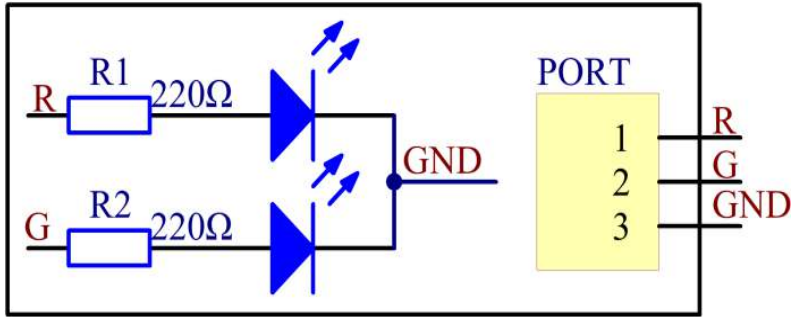 R1
R 220Ω
GND
R2
G 220Ω
PORT
1 R
2 G
3 GND